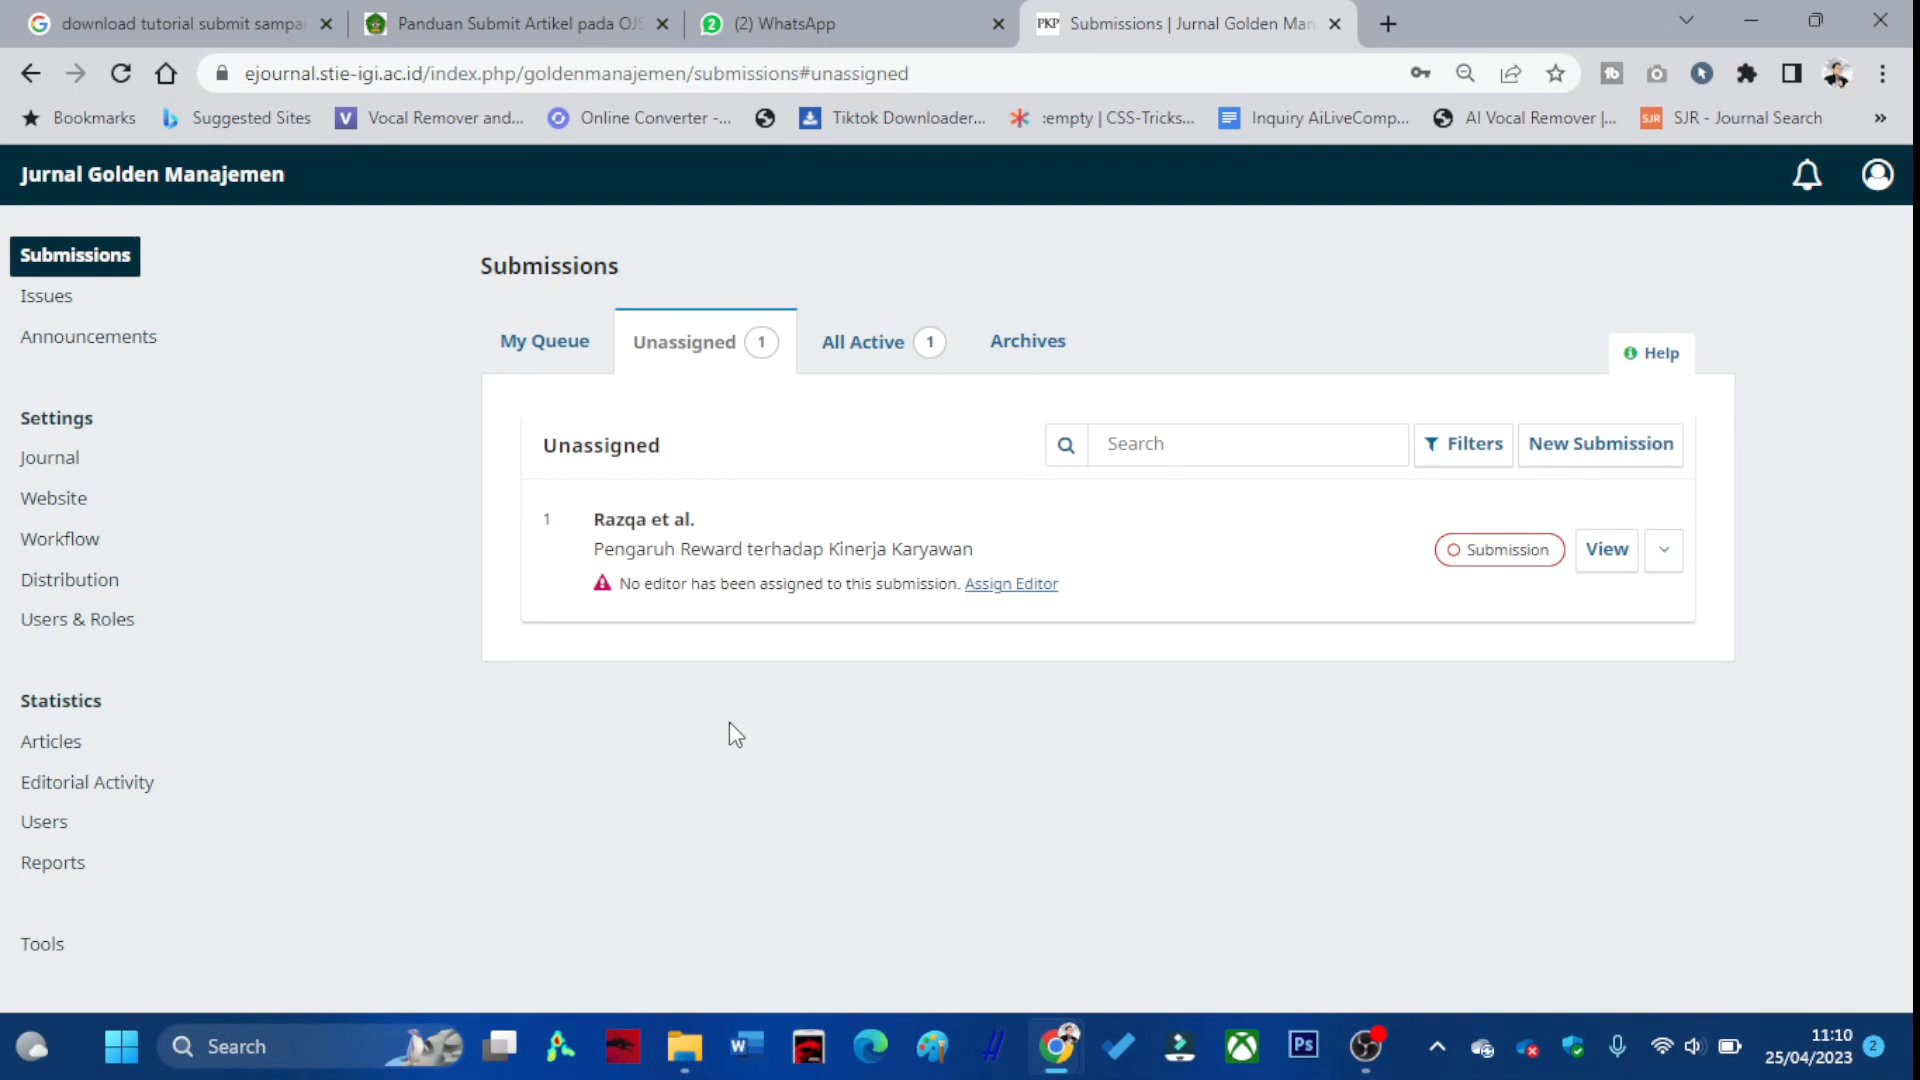 download tutorial submit sampai
Panduan Submit Artikel pada OJS
(2) WhatsApp
PKP Submissions | Jurnal Golden Man
ejournal.stie-igi.ac.id/index.php/goldenmanajemen/submissions#unassigned
Bookmarks
Suggested Sites
Vocal Remover and...
Online Converter -...
Tiktok Downloader...
:empty | CSS-Tricks...
Inquiry AiLiveComp...
AI Vocal Remover |...
SJR SJR - Journal Search
»
Jurnal Golden Manajemen
Submissions
Issues
Announcements
Settings
Journal
Website
Workflow
Distribution
Users & Roles
Statistics
Articles
Editorial Activity
Users
Reports
Tools
Submissions
My Queue
Unassigned 1
All Active 1
Archives
Help
Unassigned
Search
Filters
New Submission
1
Razqa et al.
Pengaruh Reward terhadap Kinerja Karyawan
No editor has been assigned to this submission. Assign Editor
Submission
View
Search
Ps
11:10
25/04/2023
2